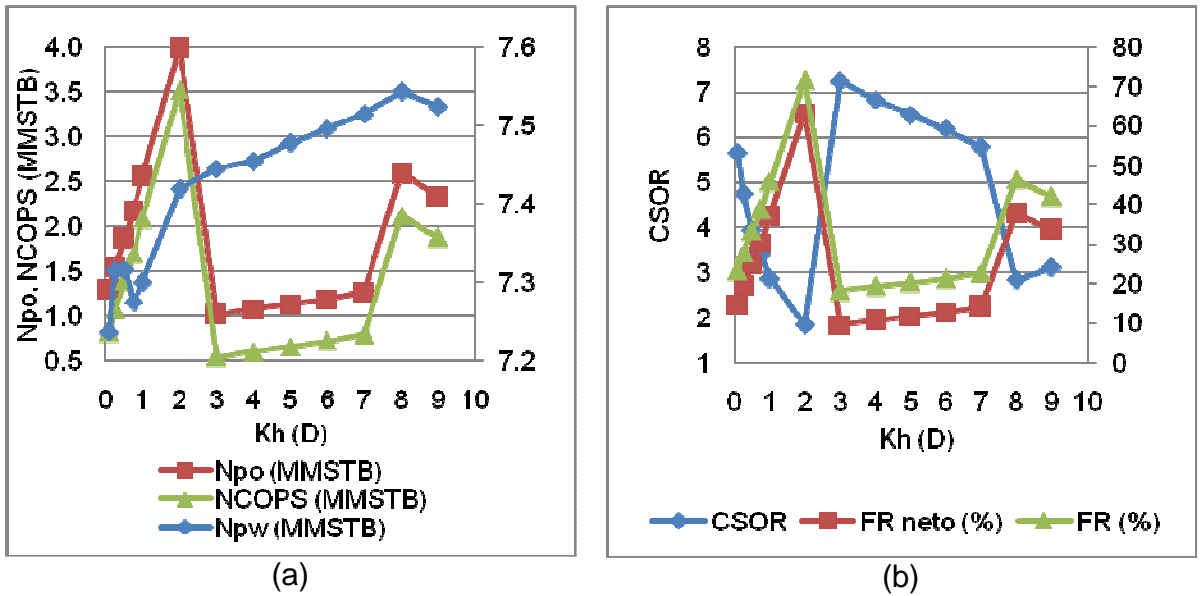 4.0
3.5
3.0
2.5
2.0
1.5
1.0
0.5
Npo. NCOPS (MMSTB)
7.6
7.5
7.4
7.3
7.2
0 1 2 3 4 5 6 7 8 9 10
Kh (D)
Npo (MMSTB)
NCOPS (MMSTB)
Npw (MMSTB)
(a)
8
7
6
5
4
3
2
1
CSOR
80
70
60
50
40
30
20
10
0
0 1 2 3 4 5 6 7 8 9 10
Kh (D)
CSOR FR neto (%) FR (%)
(b)